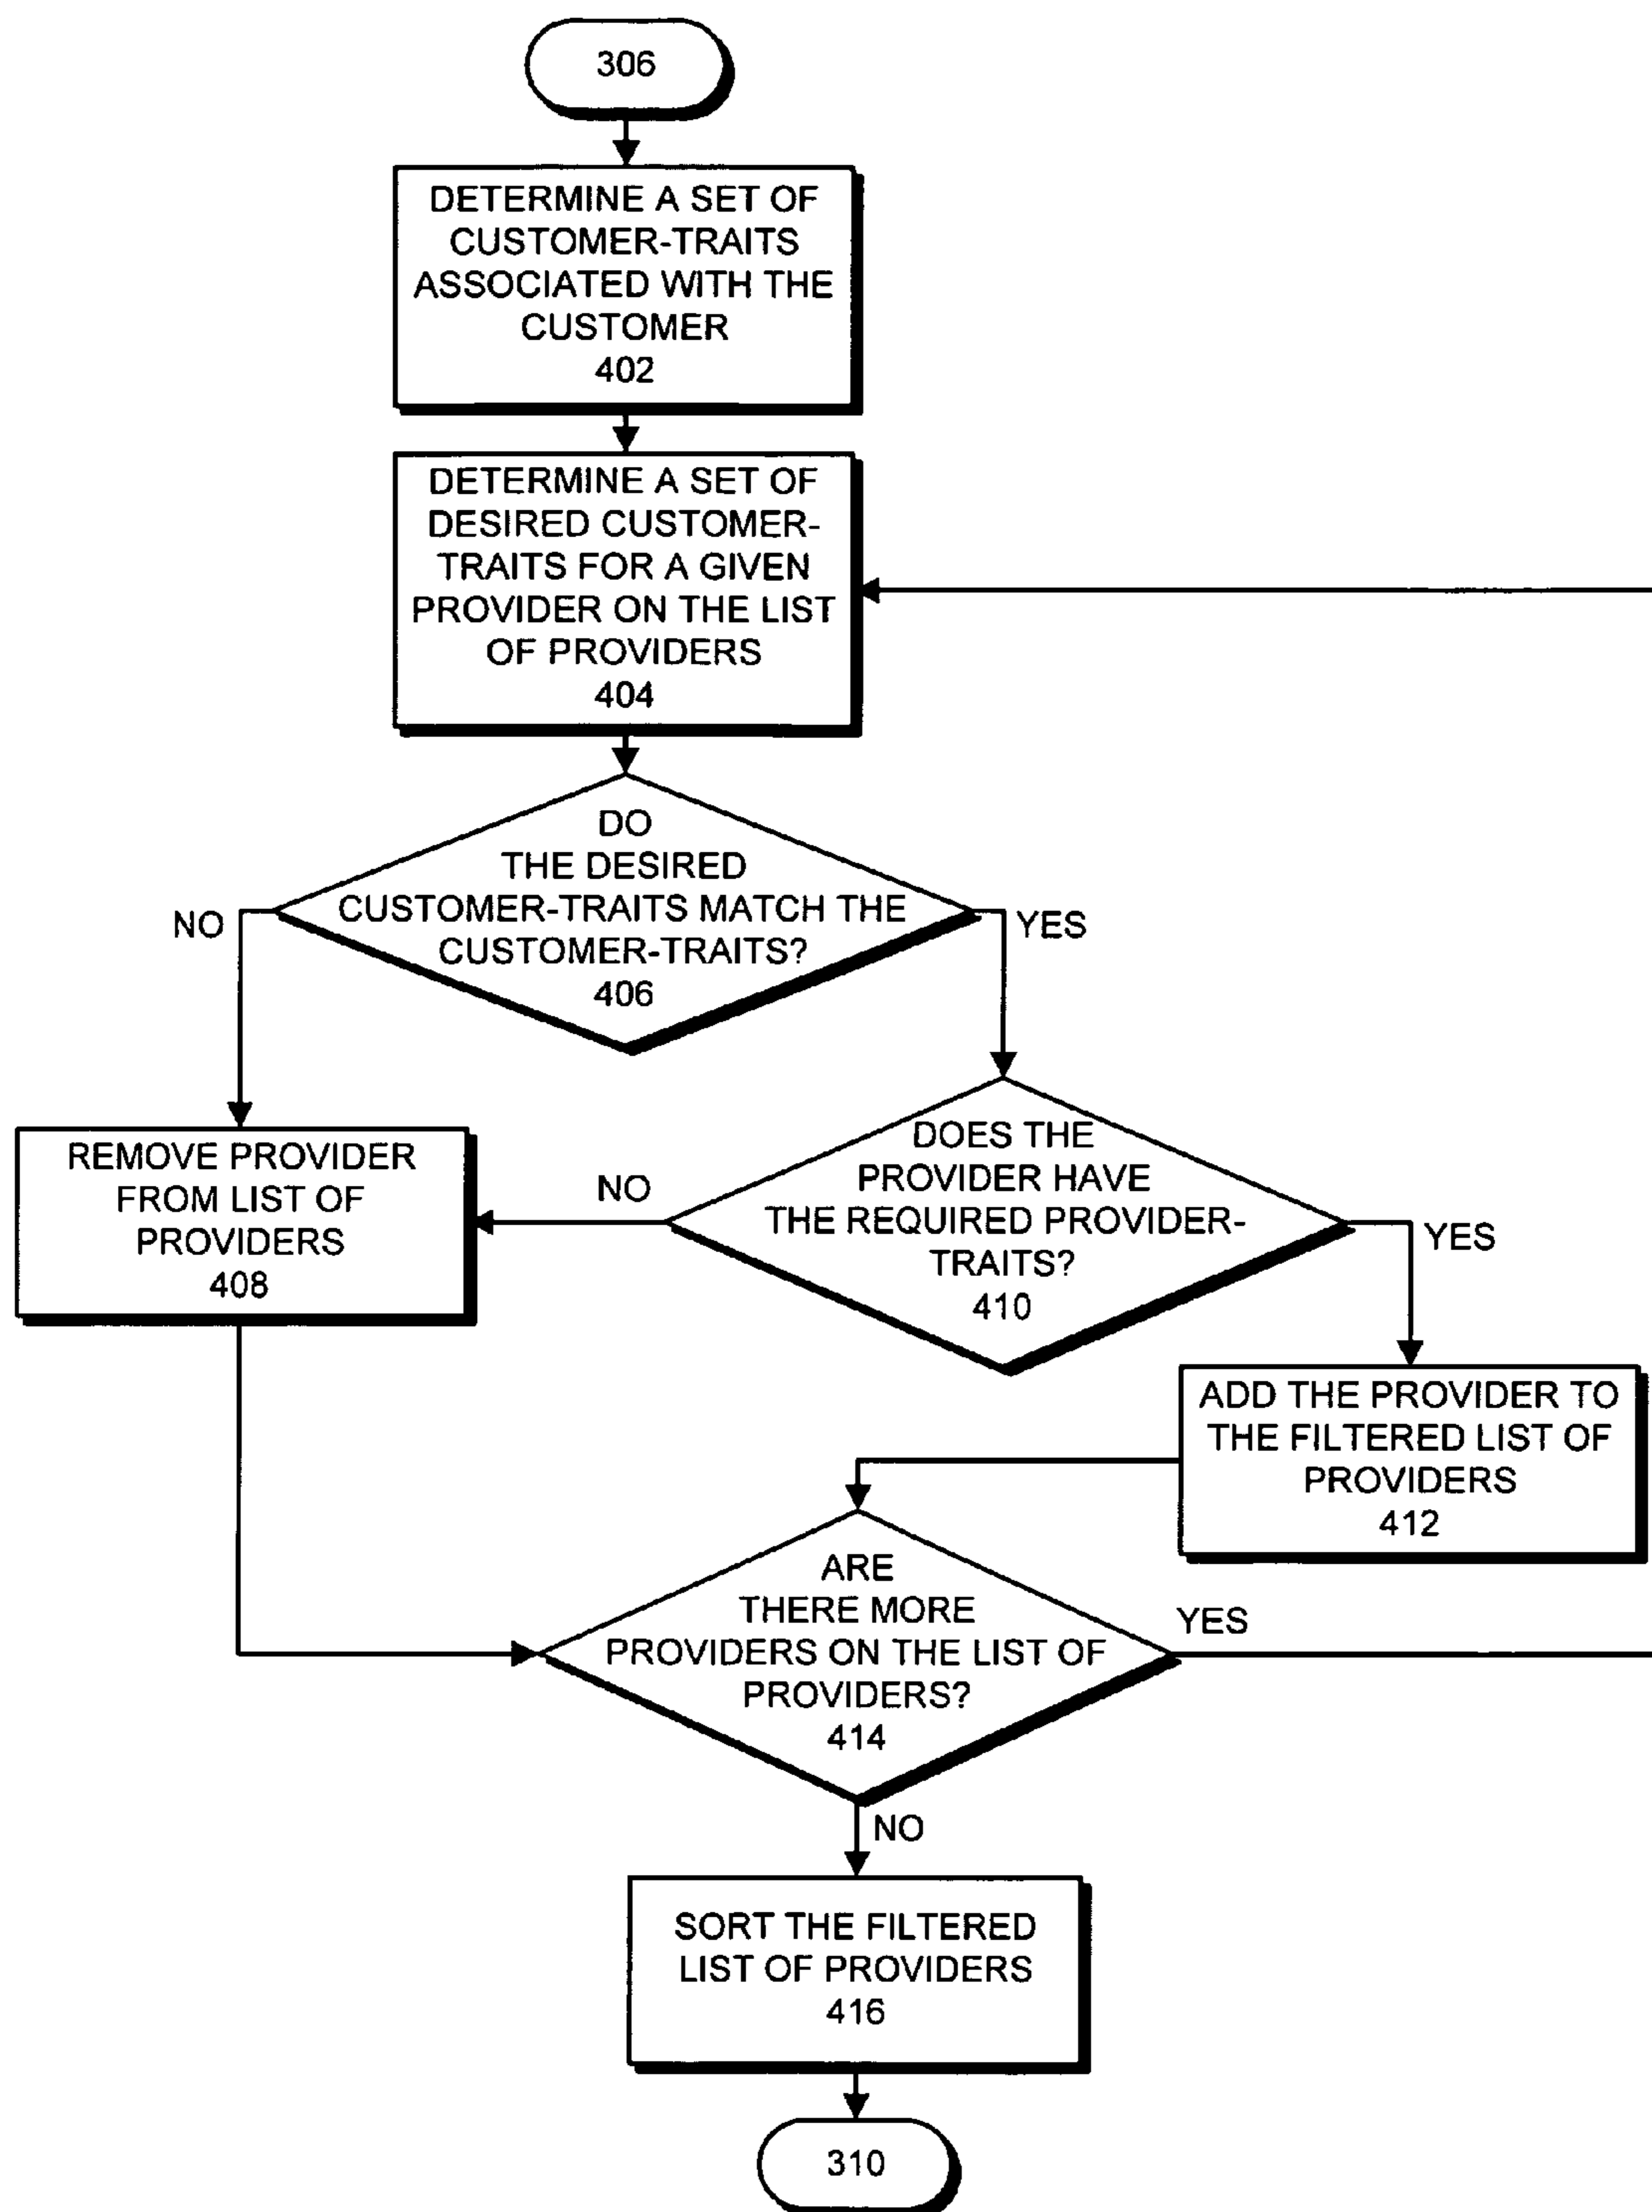 306
DETERMINE A SET OF
CUSTOMER-TRAITS
ASSOCIATED WITH THE
CUSTOMER
402
DETERMINE A SET OF
DESIRED CUSTOMER-
TRAITS FOR A GIVEN
PROVIDER ON THE LIST
OF PROVIDERS
404
DO
THE DESIRED
CUSTOMER-TRAITS MATCH THE
CUSTOMER-TRAITS?
406
NO
YES
REMOVE PROVIDER
FROM LIST OF
PROVIDERS
408
NO
DOES THE
PROVIDER HAVE
THE REQUIRED PROVIDER-
TRAITS?
410
YES
ADD THE PROVIDER TO
THE FILTERED LIST OF
PROVIDERS
412
ARE
THERE MORE
PROVIDERS ON THE LIST OF
PROVIDERS?
414
YES
NO
SORT THE FILTERED
LIST OF PROVIDERS
416
310